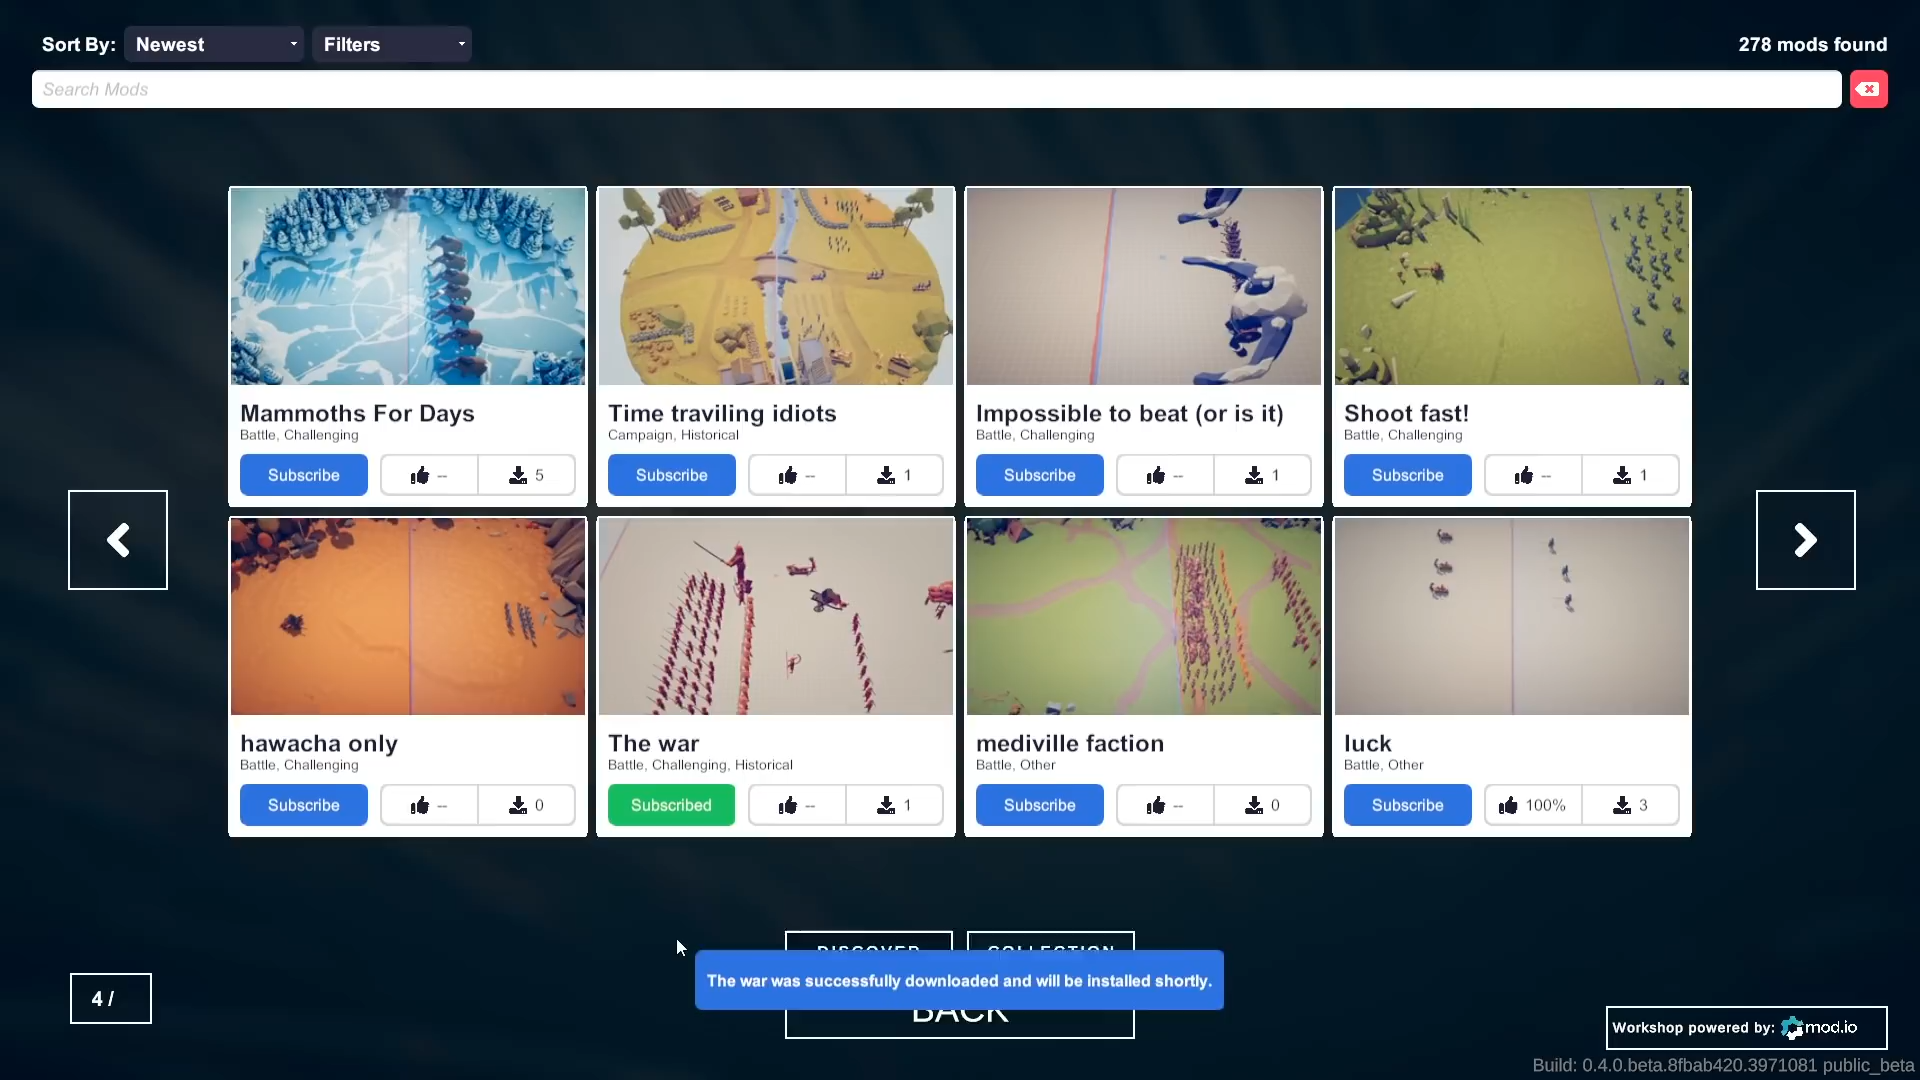 Sort By: Newest Filters 278 mods found
Search Mods
Mammoths For Days
Battle, Challenging
Subscribe -- 5
Time traviling idiots
Campaign, Historical
Subscribe -- 1
Impossible to beat (or is it)
Battle, Challenging
Subscribe -- 1
Shoot fast!
Battle, Challenging
Subscribe -- 1
hawacha only
Battle, Challenging
Subscribe -- 0
The war
Battle, Challenging, Historical
Subscribed -- 1
mediville faction
Battle, Other
Subscribe -- 0
luck
Battle, Other
Subscribe 100% 3
DISCOVER COLLECTION
The war was successfully downloaded and will be installed shortly.
BACK
4 /
Workshop powered by: mod.io
Build: 0.4.0.beta.8fbab420.3971081 public_beta